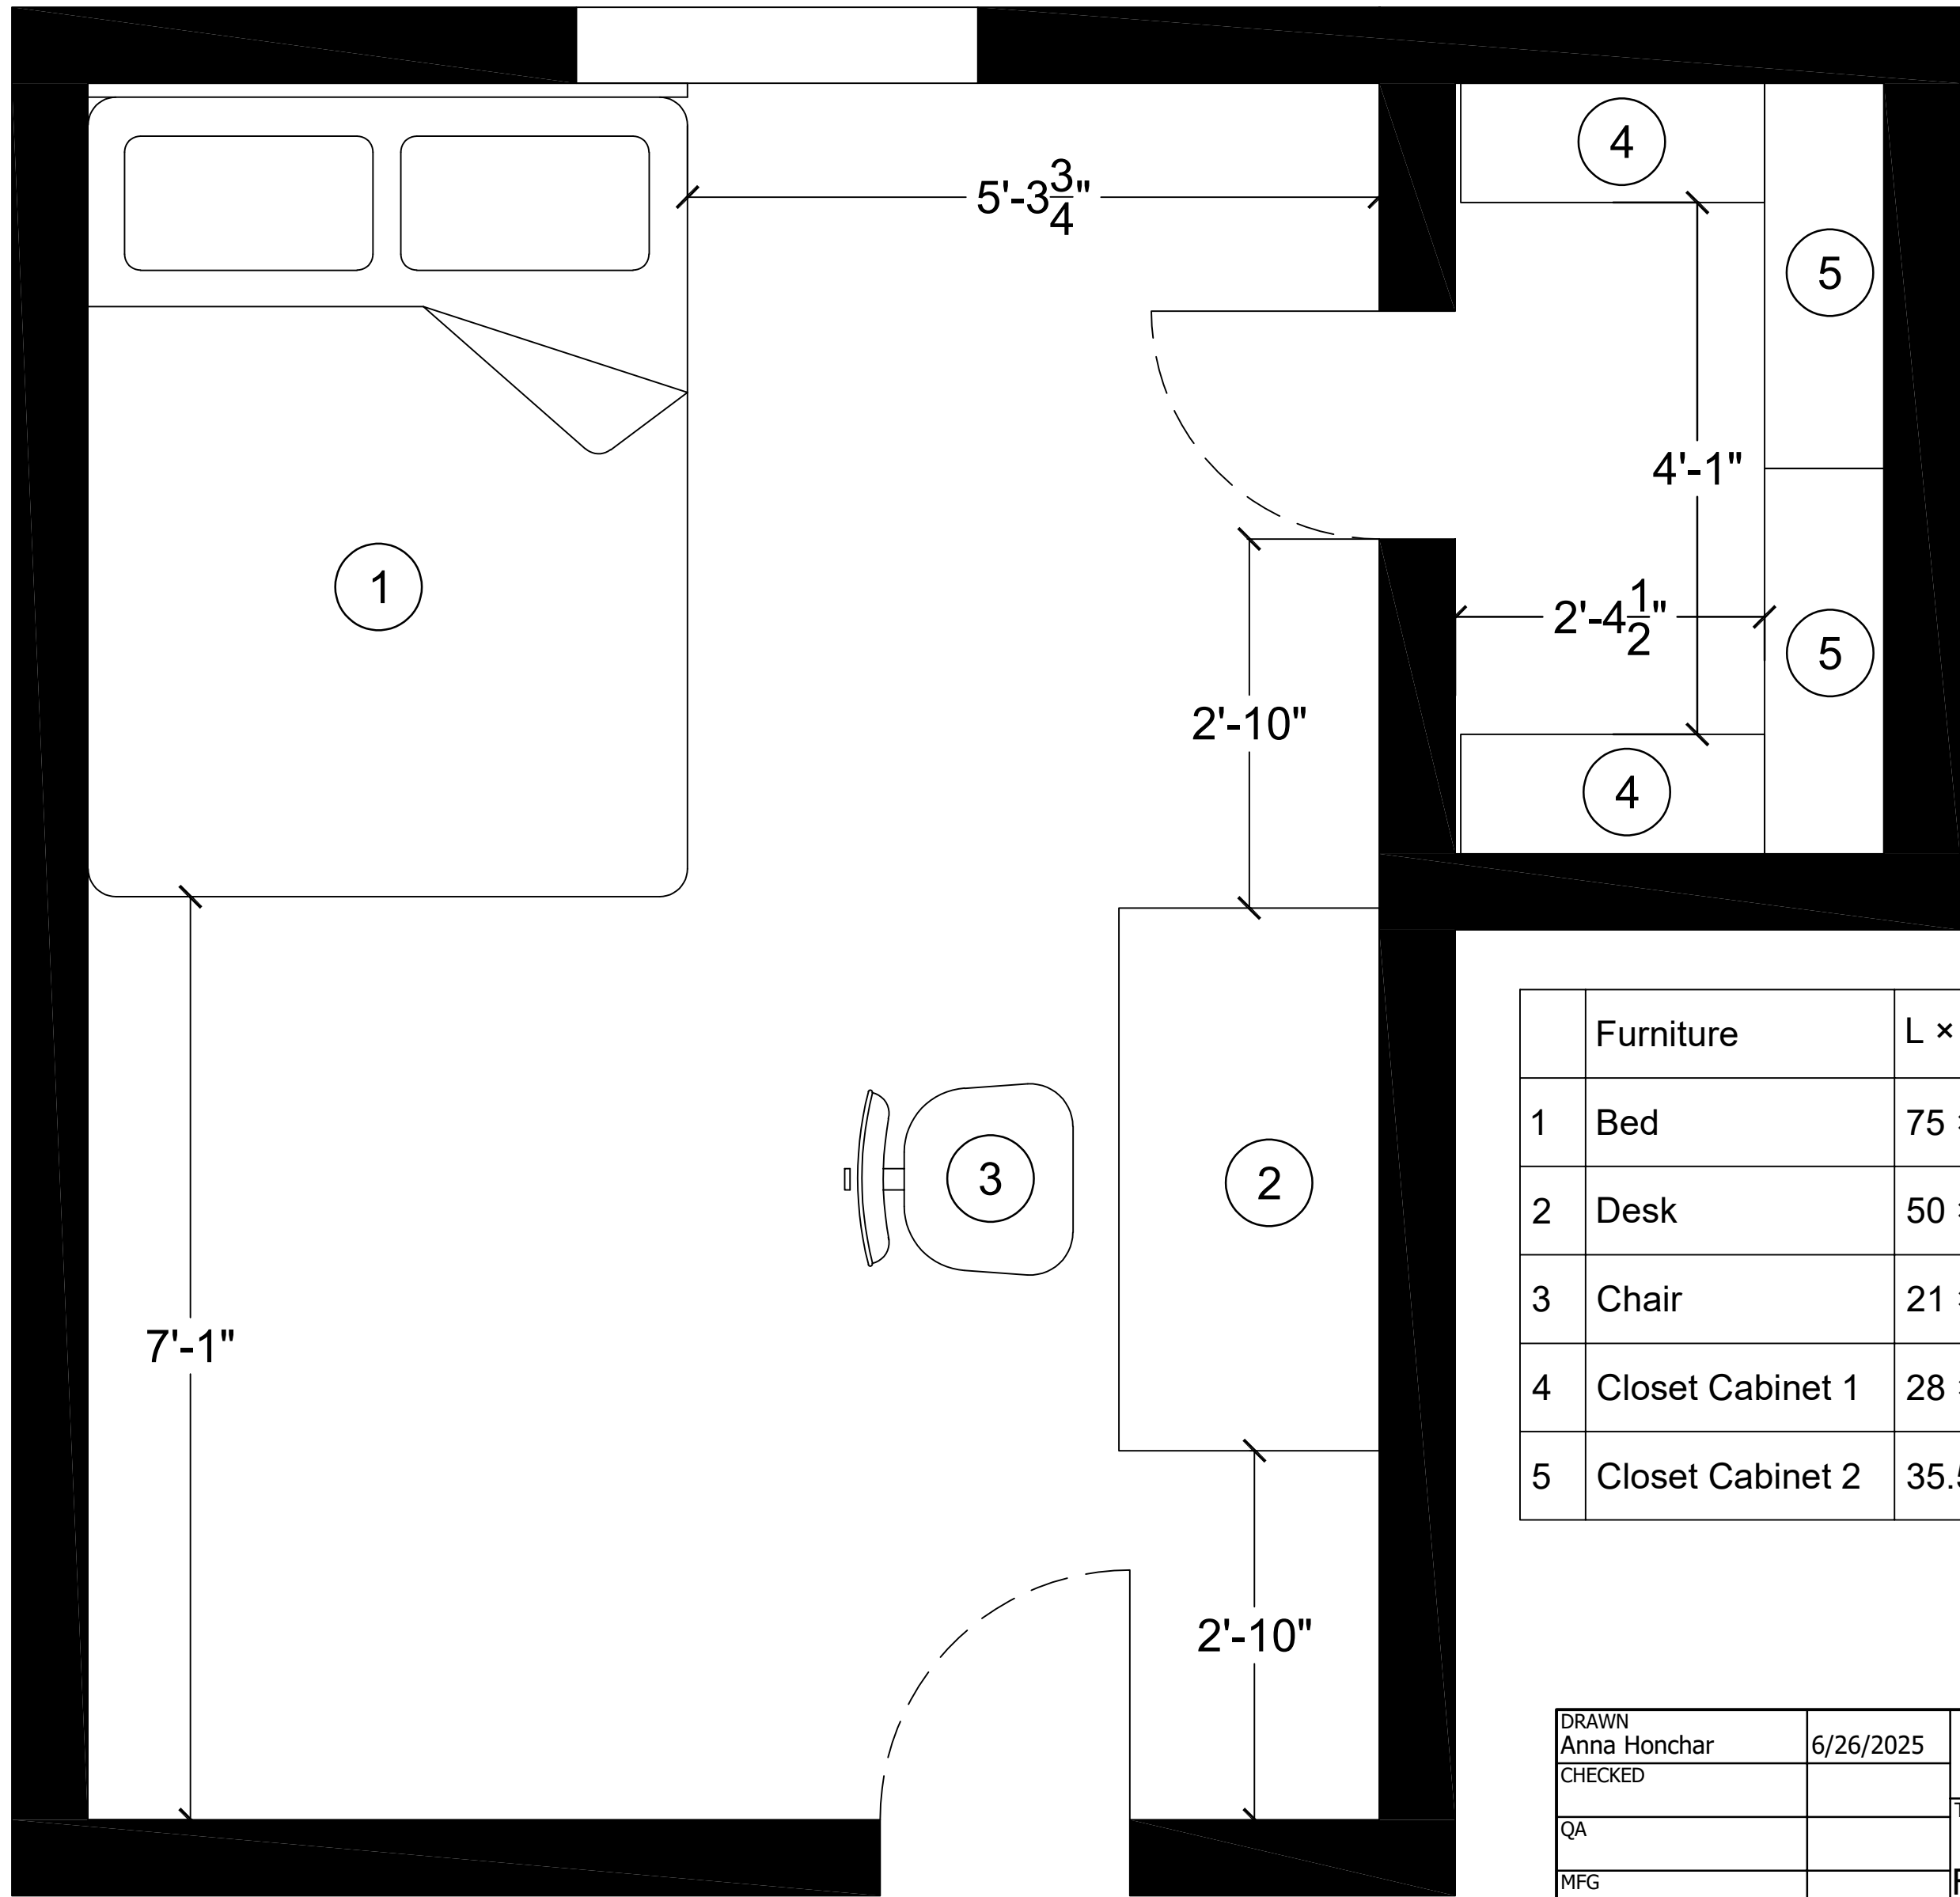 5'-3 3/4"
4
5
4'-1"
1
2'-4 1/2"
5
2'-10"
4
3
2
7'-1"
2'-10"
Furniture L ×
1 Bed 75
2 Desk 50
3 Chair 21
4 Closet Cabinet 1 28
5 Closet Cabinet 2 35.5
DRAWN
Anna Honchar 6/26/2025
CHECKED
QA
MFG